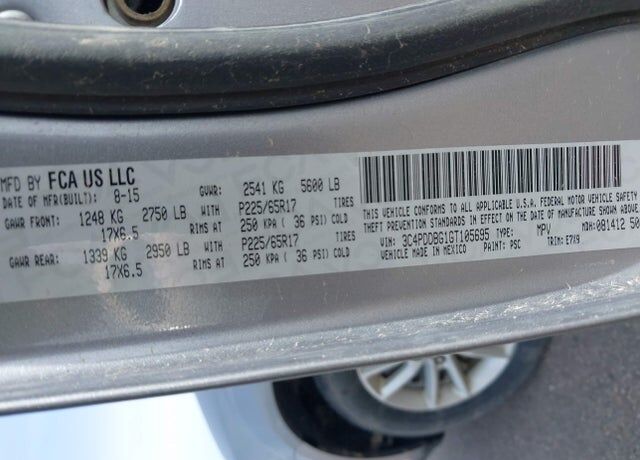 MFD BY FCA US LLC
DATE OF MFR(BUILT): 8-15 GVWR: 2541 KG 5600 LB
GAWR FRONT: 1248 KG 2750 LB WITH P225/65R17 TIRES
17X6.5 RIMS AT 250 KPA ( 36 PSI) COLD
GAWR REAR: 1339 KG 2950 LB WITH P225/65R17 TIRES
17X6.5 RIMS AT 250 KPA ( 36 PSI) COLD
THIS VEHICLE CONFORMS TO ALL APPLICABLE U.S.A. FEDERAL MOTOR VEHICLE SAFETY
THEFT PREVENTION STANDARDS IN EFFECT ON THE DATE OF MANUFACTURE SHOWN
VIN: 3C4PDDBG1GT105695 TYPE: MPV
VEHICLE MADE IN MEXICO PAINT: PSC TRIM: E7X9 MDH: 081412